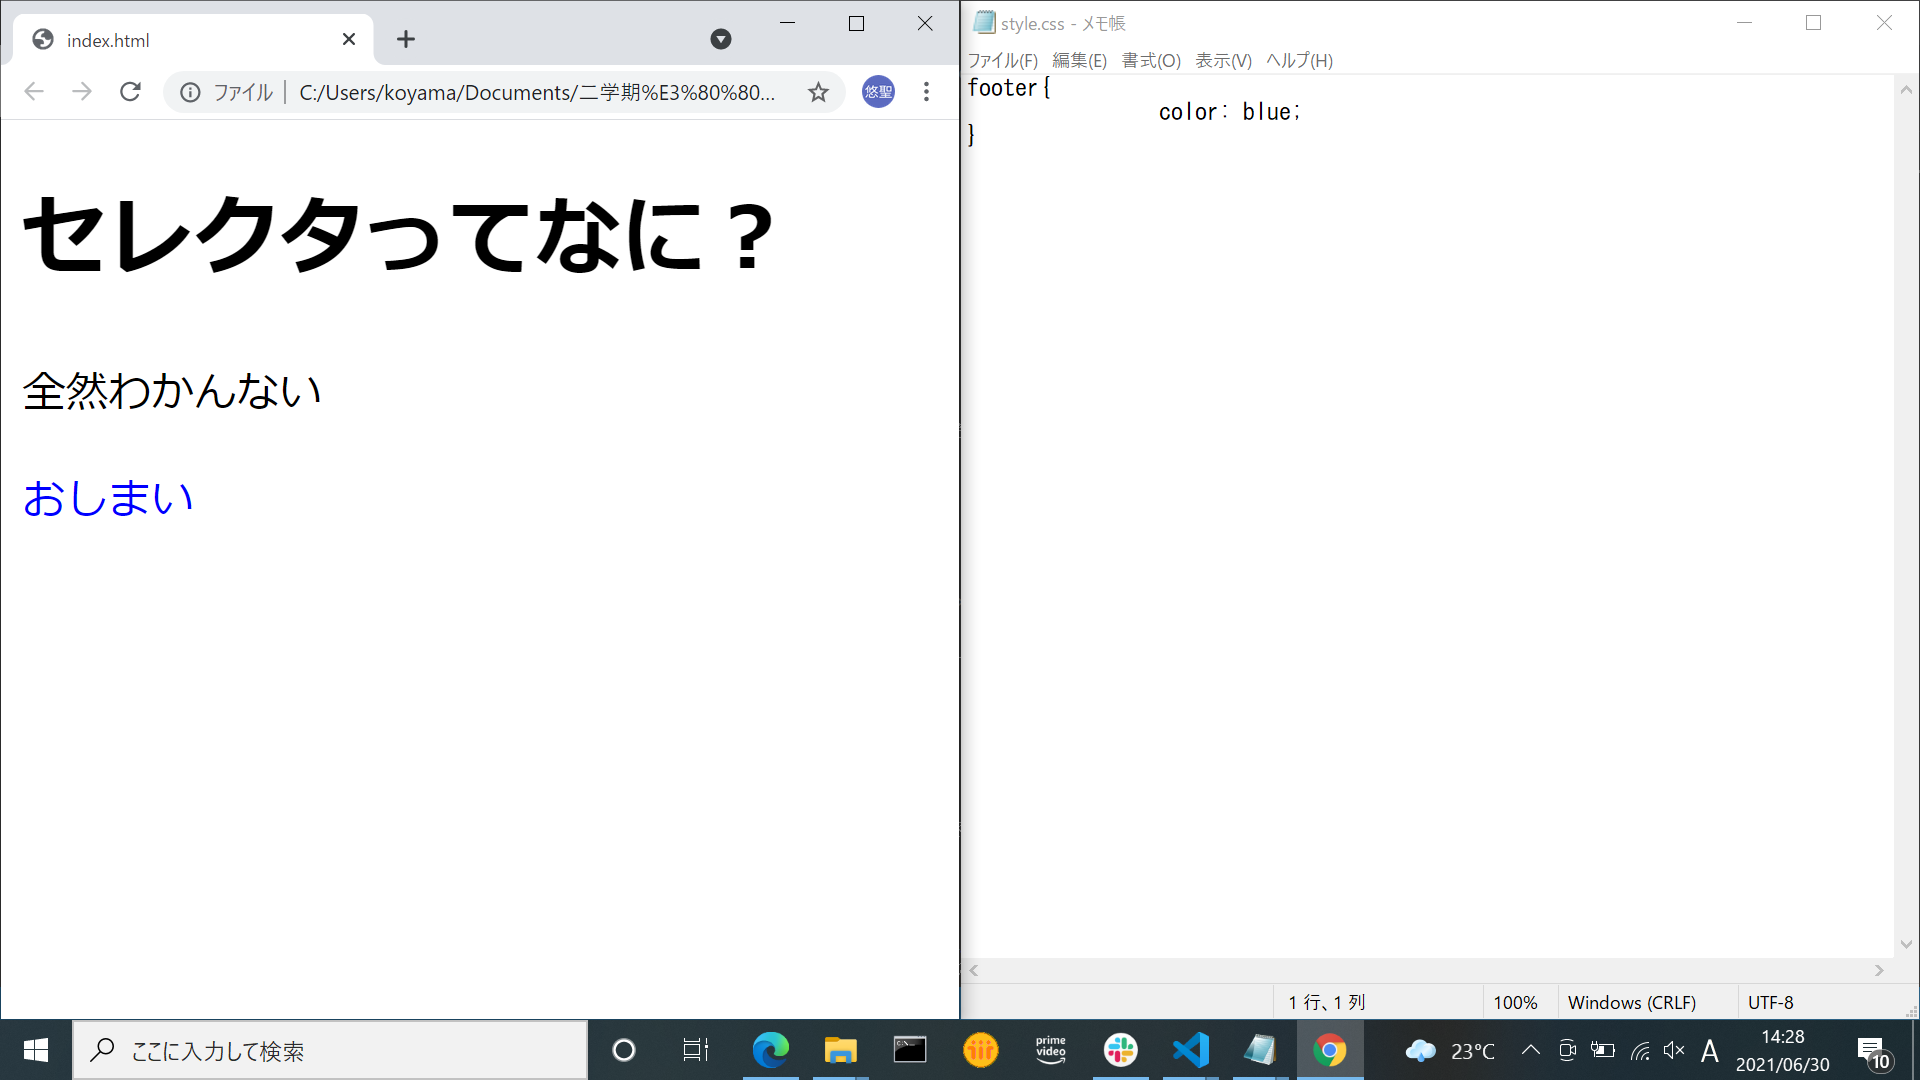 index.html
ファイル C:/Users/koyama/Documents/二学期%E3%80%80...
悠聖
セレクタってなに？
全然わかんない
おしまい
style.css - メモ帳
ファイル(F) 編集(E) 書式(O) 表示(V) ヘルプ(H)
footer{
color: blue;
}
1 行、1 列 100% Windows (CRLF) UTF-8
ここに入力して検索
prime
video
23°C
A
14:28
2021/06/30
10